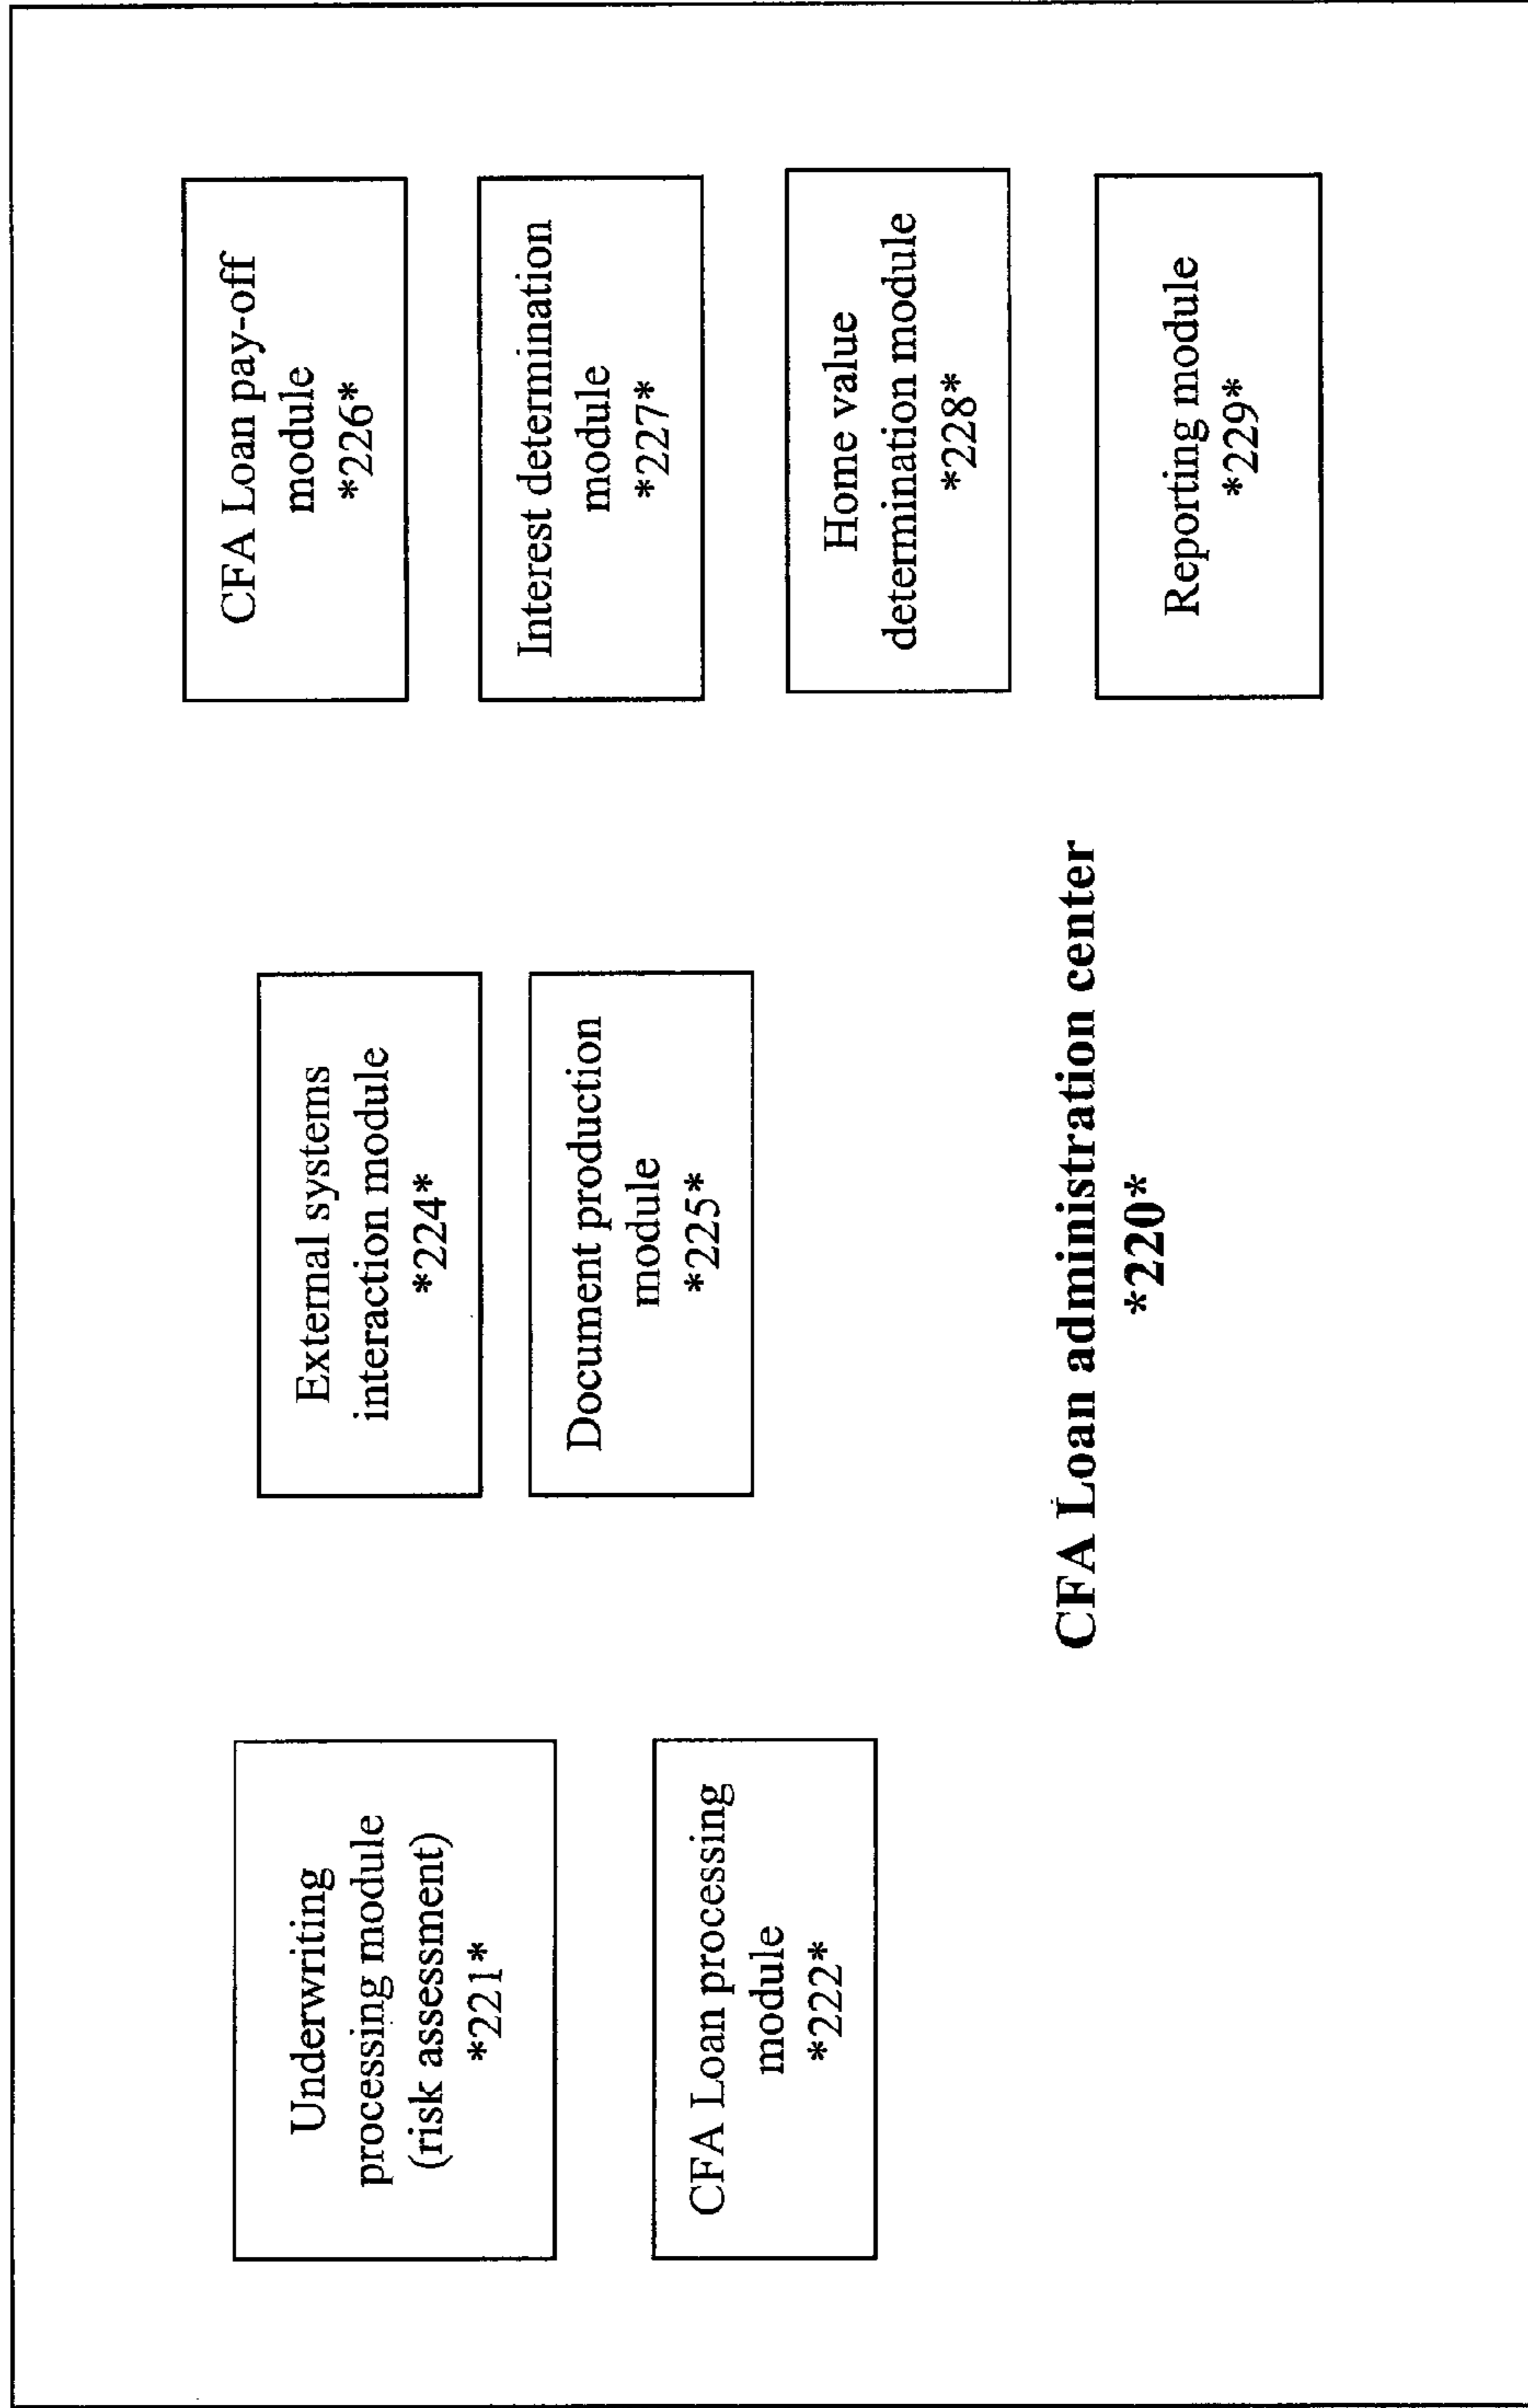 Underwriting
processing module
(risk assessment)
*221*
CFA Loan processing
module
*222*
External systems
interaction module
*224*
Document production
module
*225*
CFA Loan pay-off
module
*226*
Interest determination
module
*227*
Home value
determination module
*228*
Reporting module
*229*
CFA Loan administration center
*220*